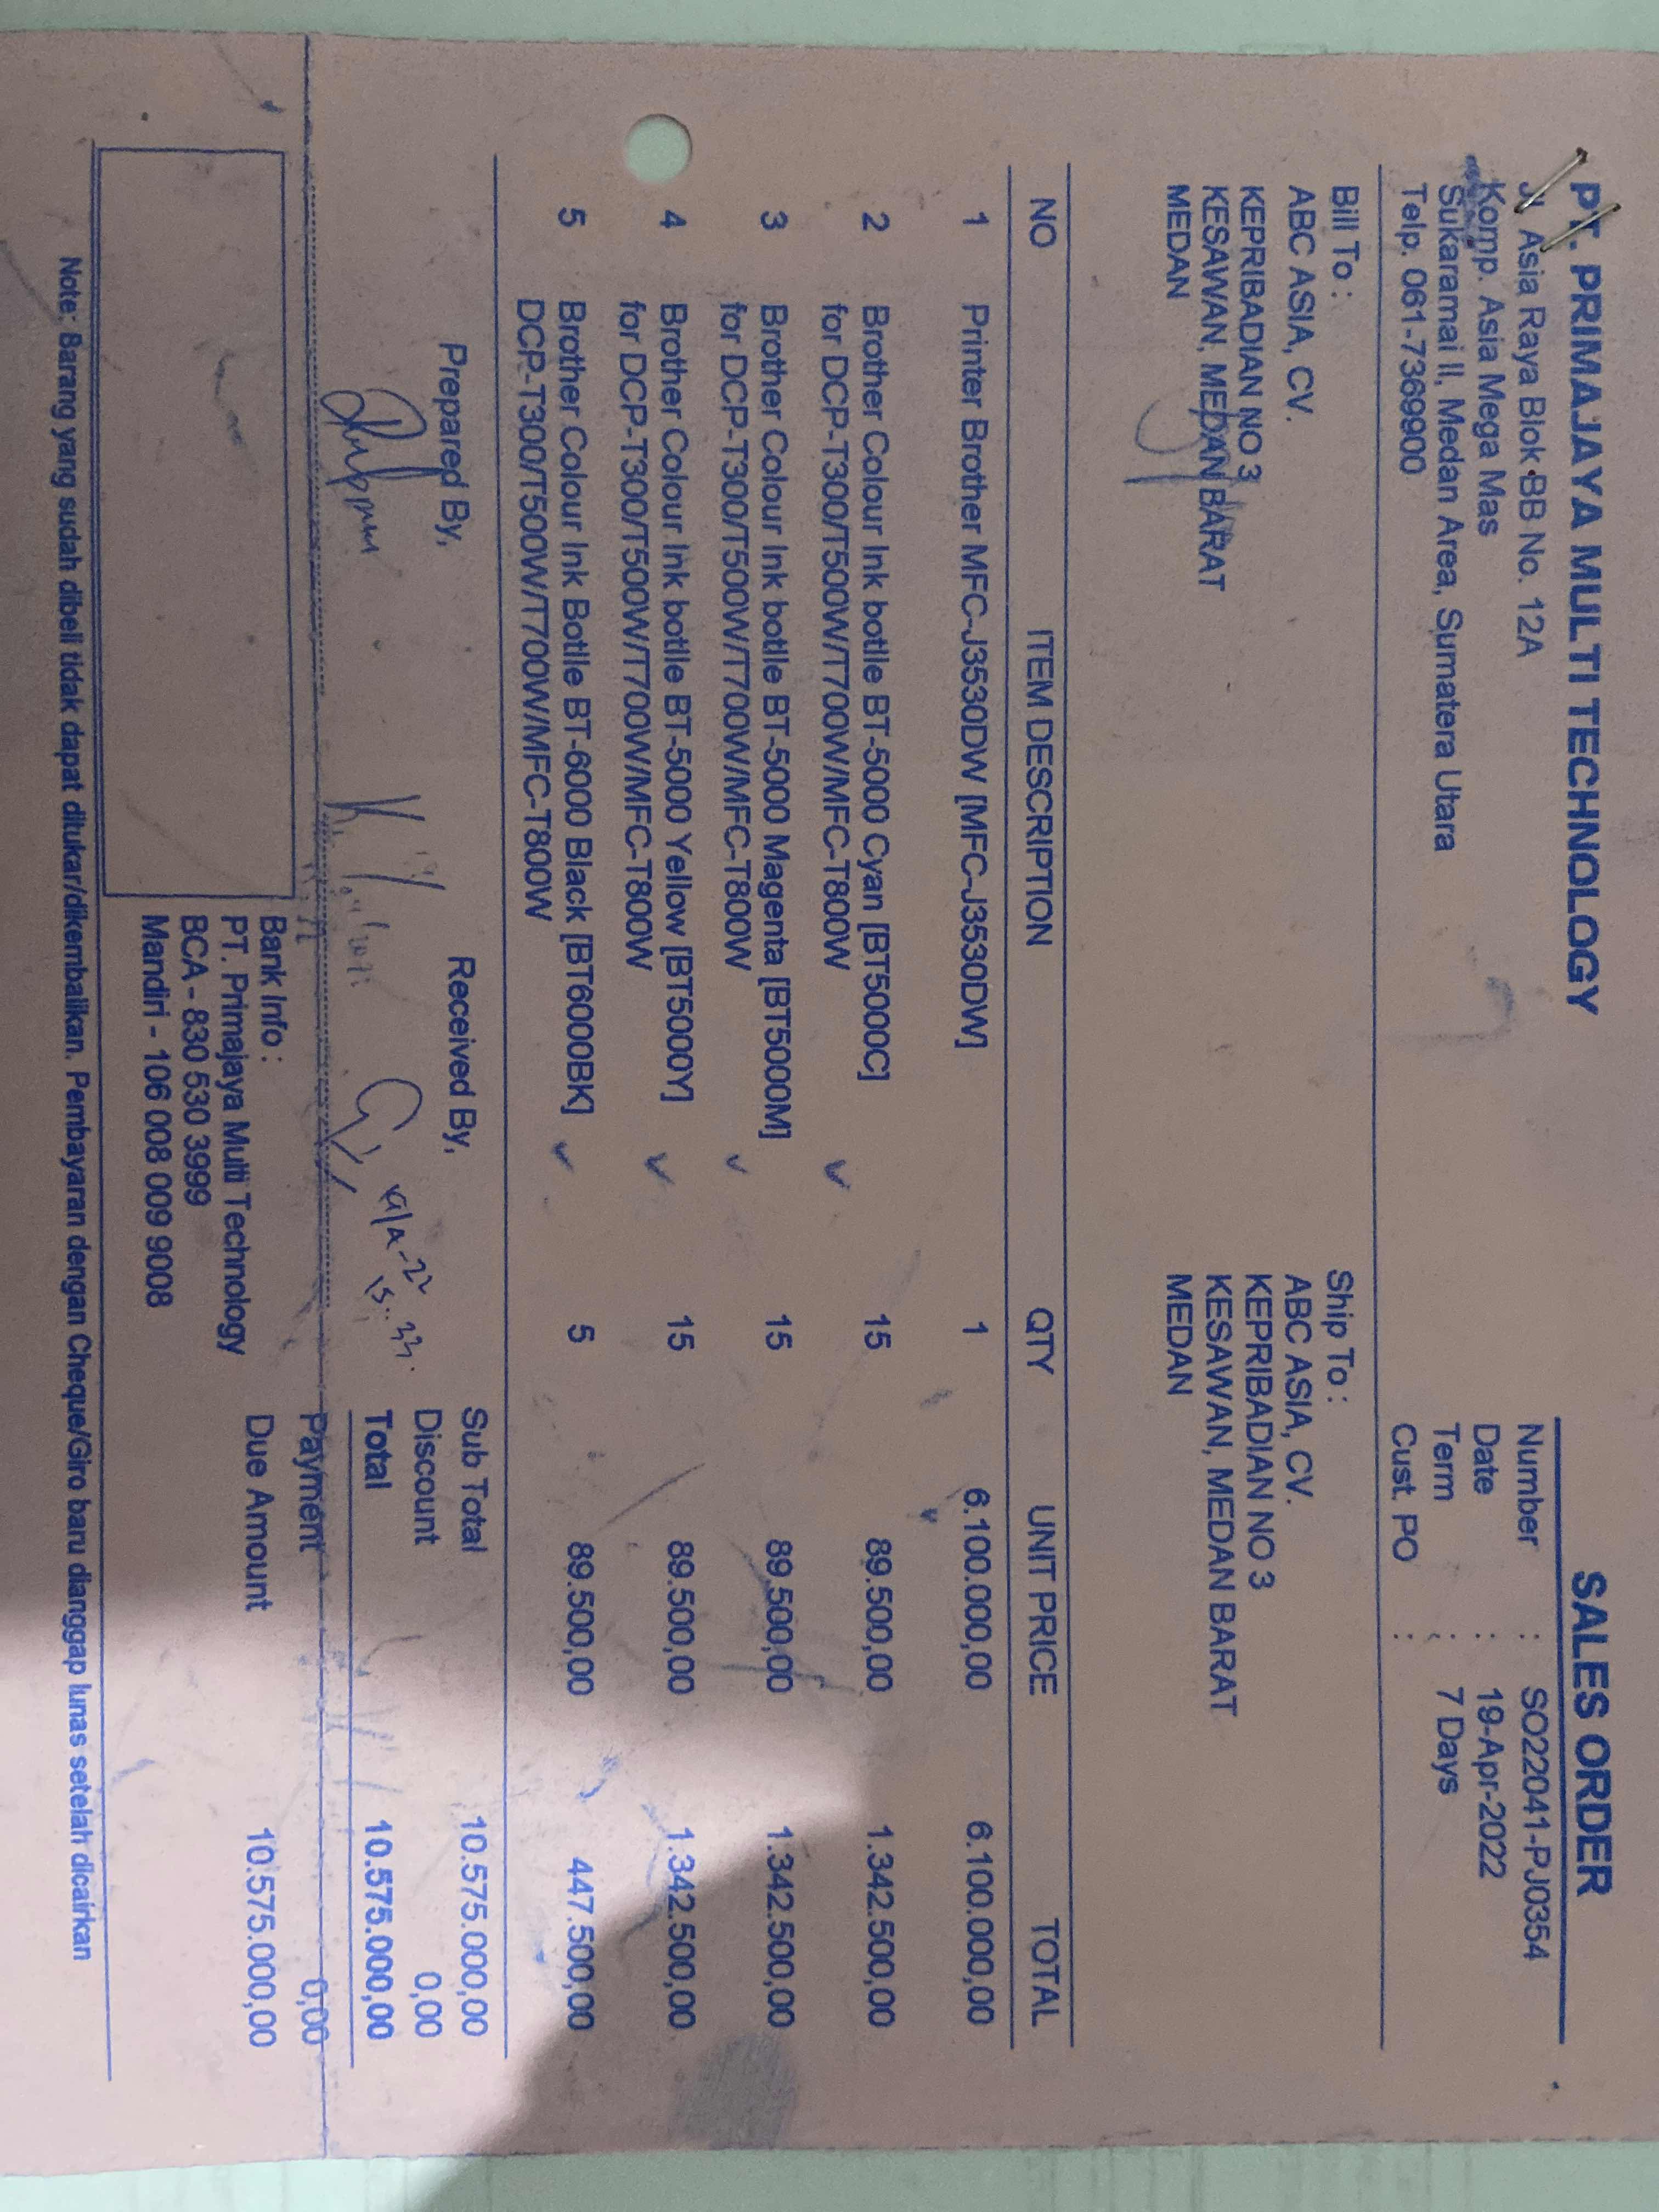 PT. PRIMAJAYA MULTI TECHNOLOGY
Jl. Asia Raya Blok BB No. 12A
Komp. Asia Mega Mas
Sukaramai II, Medan Area, Sumatera Utara
Telp. 061-7369900
SALES ORDER
Number : SO22041-PJ0354
Date : 19-Apr-2022
Term : 7 Days
Cust. PO :
Bill To :
ABC ASIA, CV.
KEPRIBADIAN NO 3
KESAWAN, MEDAN BARAT
MEDAN
Ship To :
ABC ASIA, CV.
KEPRIBADIAN NO 3
KESAWAN, MEDAN BARAT
MEDAN
NO ITEM DESCRIPTION QTY UNIT PRICE TOTAL
1 Printer Brother MFC-J3530DW [MFC-J3530DW] 1 6.100.000,00 6.100.000,00
2 Brother Colour Ink botlle BT-5000 Cyan [BT5000C] 15 89.500,00 1.342.500,00
for DCP-T300/T500W/T700W/MFC-T800W
3 Brother Colour Ink botlle BT-5000 Magenta [BT5000M] 15 89.500,00 1.342.500,00
for DCP-T300/T500W/T700W/MFC-T800W
4 Brother Colour Ink botlle BT-5000 Yellow [BT5000Y] 15 89.500,00 1.342.500,00
for DCP-T300/T500W/T700W/MFC-T800W
5 Brother Colour Ink Botlle BT-6000 Black [BT6000BK] 5 89.500,00 447.500,00
DCP-T300/T500W/T700W/MFC-T800W
Prepared By,
Received By,
Sub Total 10.575.000,00
Discount 0,00
Total 10.575.000,00
Payment 0,00
Due Amount 10.575.000,00
Bank Info :
PT. Primajaya Multi Technology
BCA - 830 530 3999
Mandiri - 106 008 009 9008
Note: Barang yang sudah dibeli tidak dapat ditukar/dikembalikan. Pembayaran dengan Cheque/Giro baru dianggap lunas setelah dicairkan